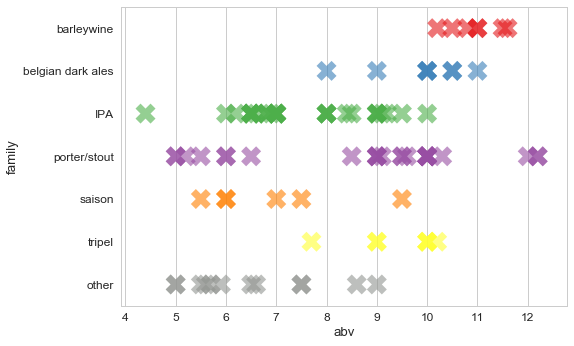 family
barleywine
belgian dark ales
IPA
porter/stout
saison
tripel
other
4 5 6 7 8 9 10 11 12
abv